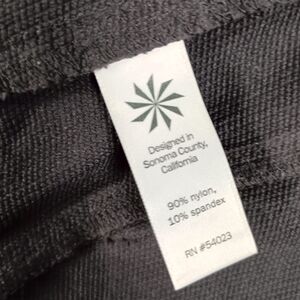 Designed in
Sonoma County,
California
90% nylon,
10% spandex
RN #54023